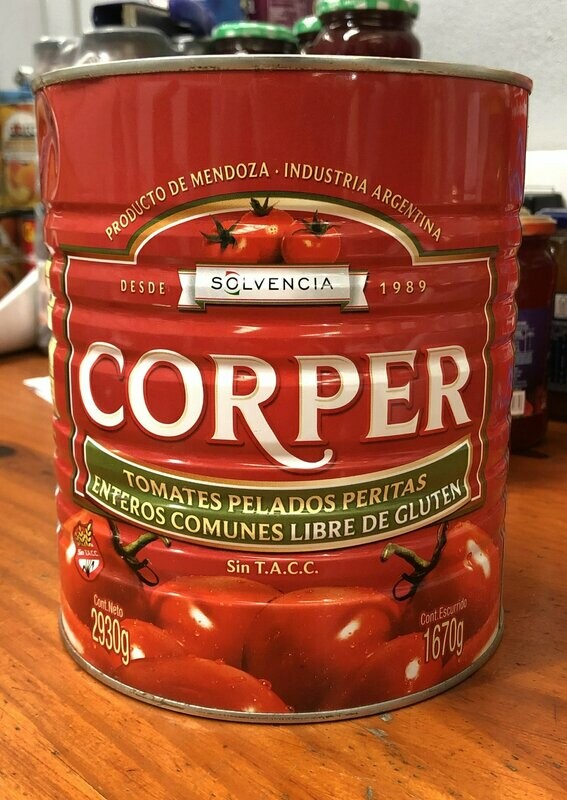 PRODUCTO DE MENDOZA · INDUSTRIA ARGENTINA
DESDE SOLVENCIA 1989
CORPER
TOMATES PELADOS PERITAS
ENTEROS COMUNES LIBRE DE GLUTEN
Sin T.A.C.C.
Sin T.A.C.C.
Cont. Neto
2930g
Cont. Escurrido
1670g